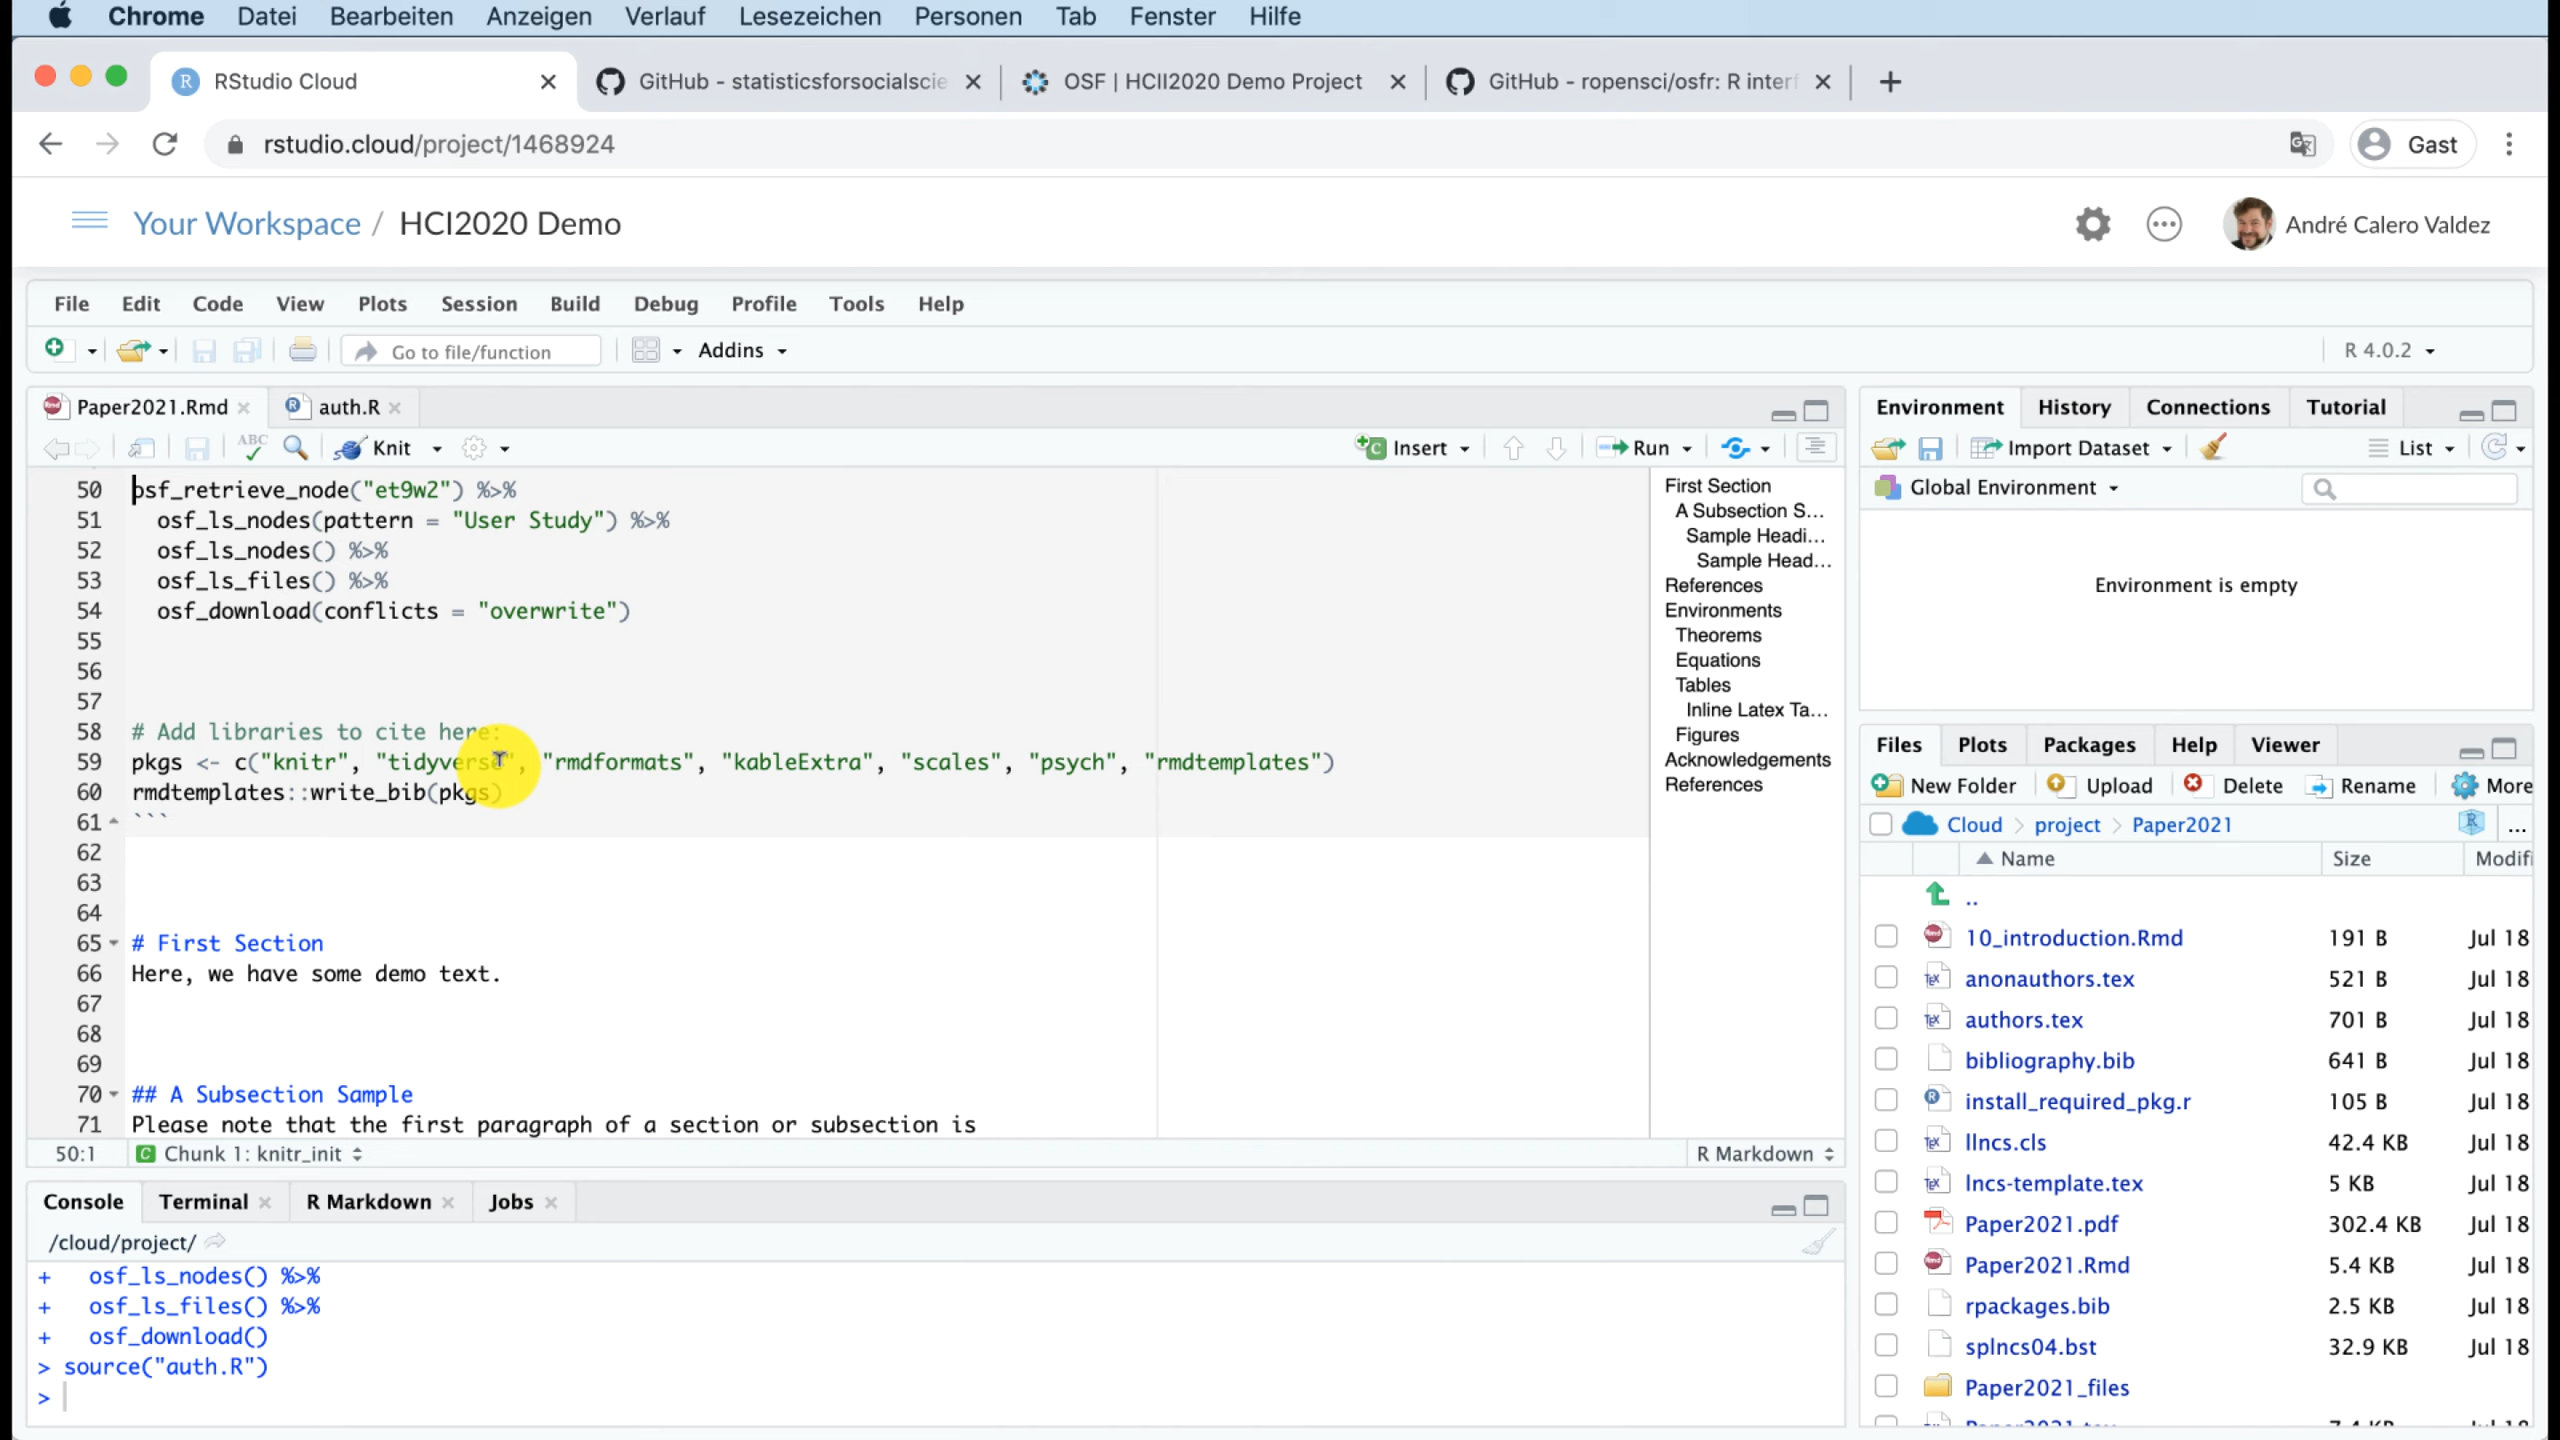 Chrome Datei Bearbeiten Anzeigen Verlauf Lesezeichen Personen Tab Fenster Hilfe
RStudio Cloud GitHub - statisticsforsocialscie OSF | HCII2020 Demo Project GitHub - ropensci/osfr: R interf
rstudio.cloud/project/1468924 Gast
Your Workspace / HCI2020 Demo André Calero Valdez
File Edit Code View Plots Session Build Debug Profile Tools Help
Go to file/function Addins R 4.0.2
Paper2021.Rmd auth.R
ABC Knit Insert Run
50 osf_retrieve_node("et9w2") %>%
51 osf_ls_nodes(pattern = "User Study") %>%
52 osf_ls_nodes() %>%
53 osf_ls_files() %>%
54 osf_download(conflicts = "overwrite")
55
56
57
58 # Add libraries to cite here:
59 pkgs <- c("knitr", "tidyverse", "rmdformats", "kableExtra", "scales", "psych", "rmdtemplates")
60 rmdtemplates::write_bib(pkgs)
61 ```
62
63
64
65 # First Section
66 Here, we have some demo text.
67
68
69
70 ## A Subsection Sample
71 Please note that the first paragraph of a section or subsection is
50:1 Chunk 1: knitr_init R Markdown
First Section
A Subsection S...
Sample Headi...
Sample Head...
References
Environments
Theorems
Equations
Tables
Inline Latex Ta...
Figures
Acknowledgements
References
Console Terminal R Markdown Jobs
/cloud/project/
+ osf_ls_nodes() %>%
+ osf_ls_files() %>%
+ osf_download()
> source("auth.R")
>
Environment History Connections Tutorial
Import Dataset List
Global Environment
Environment is empty
Files Plots Packages Help Viewer
New Folder Upload Delete Rename More
Cloud project Paper2021 ...
Name Size Modifi
..
10_introduction.Rmd 191 B Jul 18
anonauthors.tex 521 B Jul 18
authors.tex 701 B Jul 18
bibliography.bib 641 B Jul 18
install_required_pkg.r 105 B Jul 18
llncs.cls 42.4 KB Jul 18
lncs-template.tex 5 KB Jul 18
Paper2021.pdf 302.4 KB Jul 18
Paper2021.Rmd 5.4 KB Jul 18
rpackages.bib 2.5 KB Jul 18
splncs04.bst 32.9 KB Jul 18
Paper2021_files